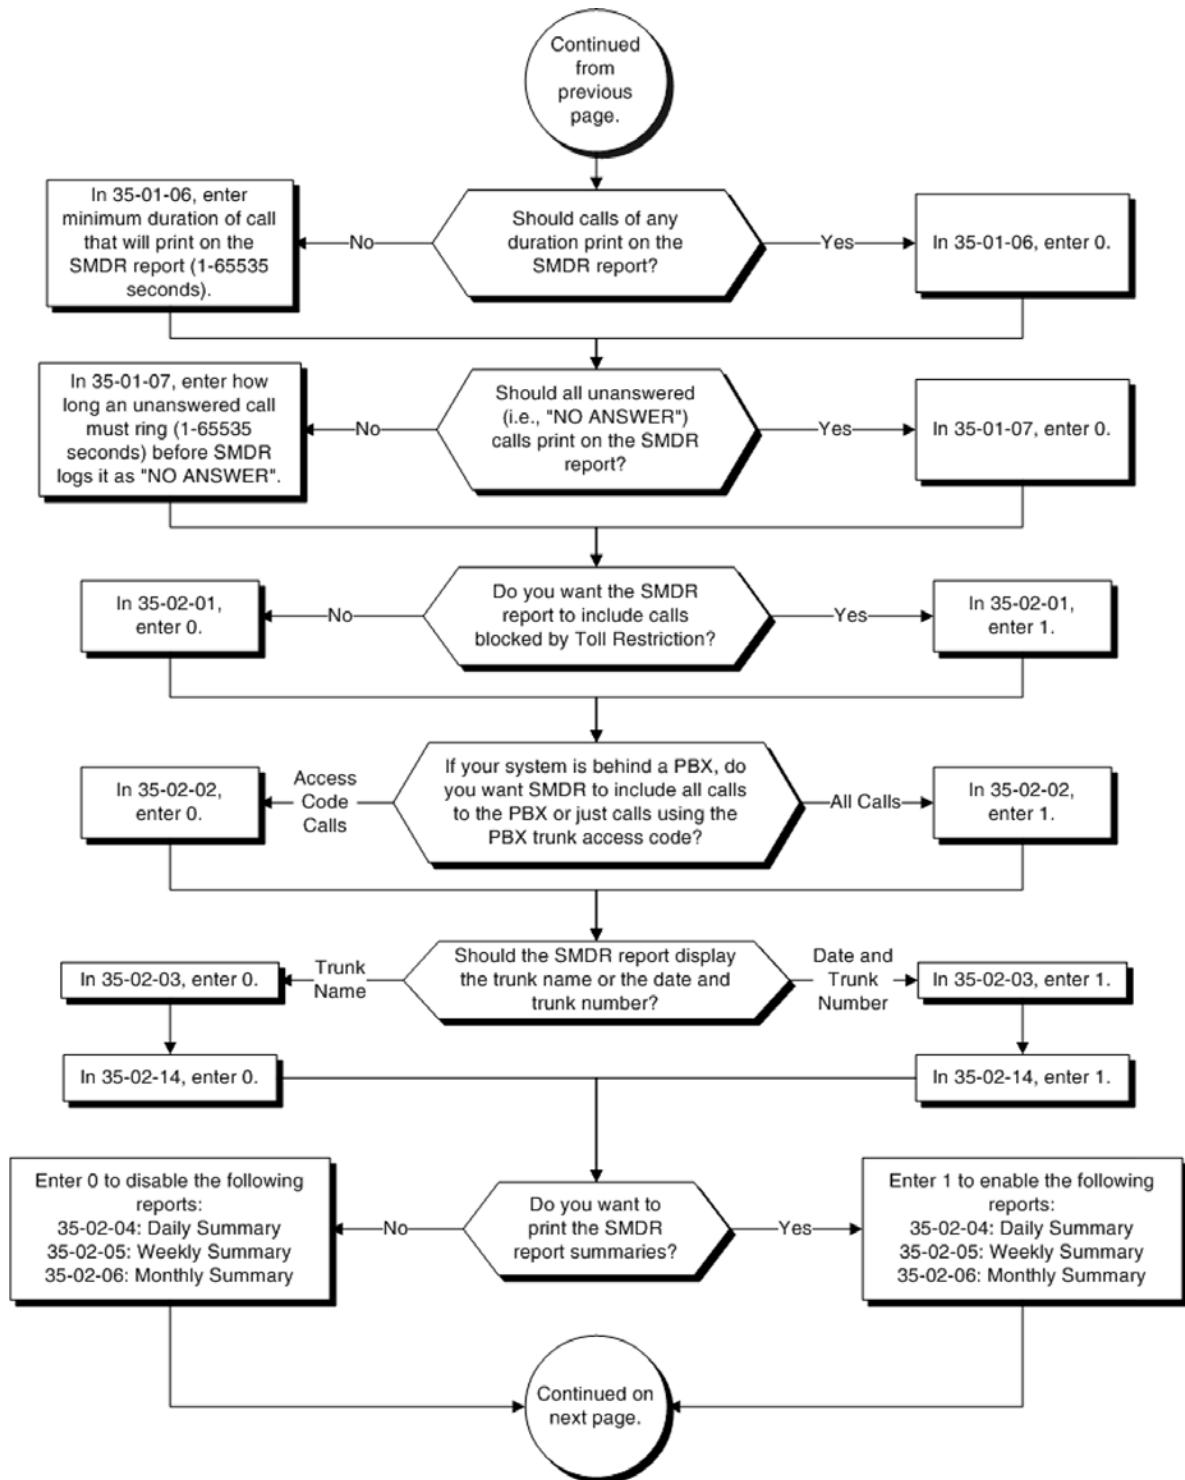 Continued
from
previous
page.
In 35-01-06, enter
minimum duration of call
that will print on the
SMDR report (1-65535
seconds).
No
Should calls of any
duration print on the
SMDR report?
Yes
In 35-01-06, enter 0.
In 35-01-07, enter how
long an unanswered call
must ring (1-65535
seconds) before SMDR
logs it as "NO ANSWER".
No
Should all unanswered
(i.e., "NO ANSWER")
calls print on the SMDR
report?
Yes
In 35-01-07, enter 0.
In 35-02-01,
enter 0.
No
Do you want the SMDR
report to include calls
blocked by Toll Restriction?
Yes
In 35-02-01,
enter 1.
In 35-02-02,
enter 0.
Access
Code
Calls
If your system is behind a PBX, do
you want SMDR to include all calls
to the PBX or just calls using the
PBX trunk access code?
All Calls
In 35-02-02,
enter 1.
In 35-02-03, enter 0.
Trunk
Name
Should the SMDR report display
the trunk name or the date and
trunk number?
Date and
Trunk
Number
In 35-02-03, enter 1.
In 35-02-14, enter 0.
In 35-02-14, enter 1.
Enter 0 to disable the following
reports:
35-02-04: Daily Summary
35-02-05: Weekly Summary
35-02-06: Monthly Summary
No
Do you want to
print the SMDR
report summaries?
Yes
Enter 1 to enable the following
reports:
35-02-04: Daily Summary
35-02-05: Weekly Summary
35-02-06: Monthly Summary
Continued on
next page.